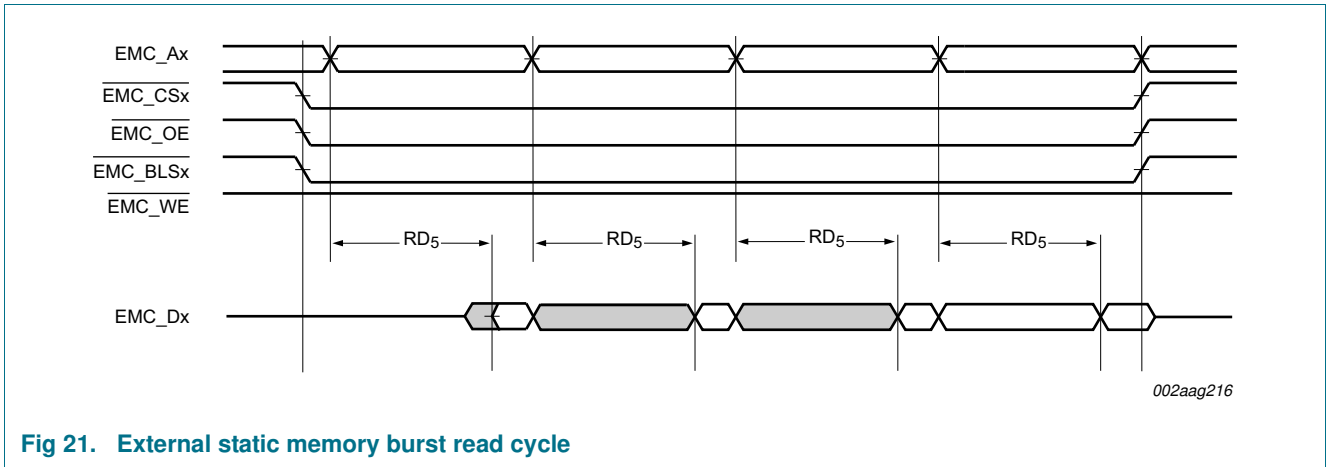 EMC_Ax
EMC_CSx
EMC_OE
EMC_BLSx
EMC_WE
RD5 RD5 RD5 RD5
EMC_Dx
002aag216
Fig 21. External static memory burst read cycle